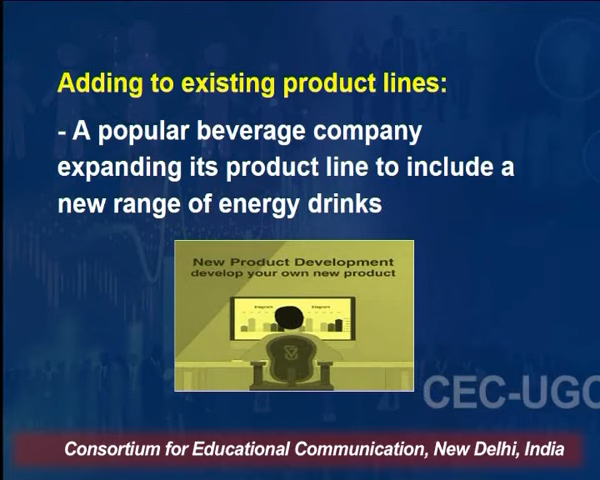 Adding to existing product lines:
- A popular beverage company
expanding its product line to include a
new range of energy drinks
New Product Development
develop your own new product
CEC-UGC
Consortium for Educational Communication, New Delhi, India